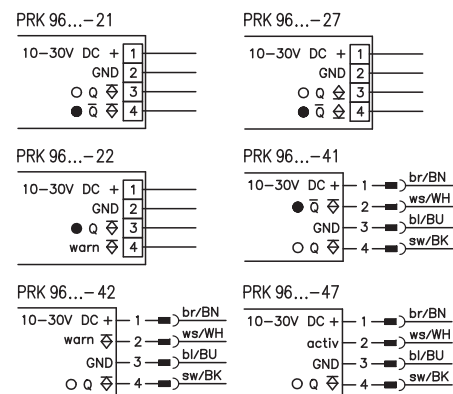 PRK 96...–21
10–30V DC + 1
GND 2
Q 3
Q̅ 4
PRK 96...–27
10–30V DC + 1
GND 2
Q 3
Q̅ 4
PRK 96...–22
10–30V DC + 1
GND 2
Q 3
warn 4
PRK 96...–41
10–30V DC + 1 br/BN
Q̅ 2 ws/WH
GND 3 bl/BU
Q 4 sw/BK
PRK 96...–42
10–30V DC + 1 br/BN
warn 2 ws/WH
GND 3 bl/BU
Q 4 sw/BK
PRK 96...–47
10–30V DC + 1 br/BN
activ 2 ws/WH
GND 3 bl/BU
Q 4 sw/BK